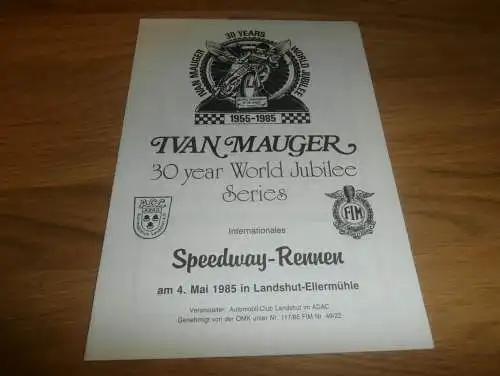 30 YEARS
IVAN MAUGER
WORLD JUBILEE
1955-1985
IVAN MAUGER
30 year World Jubilee
Series
A.C.L.
ADAC
FIM
Internationales
Speedway-Rennen
am 4. Mai 1985 in Landshut-Ellermühle
Veranstalter: Automobil-Club Landshut im ADAC
Genehmigt von der OMK unter Nr. 117/85 FIM Nr. 49/22